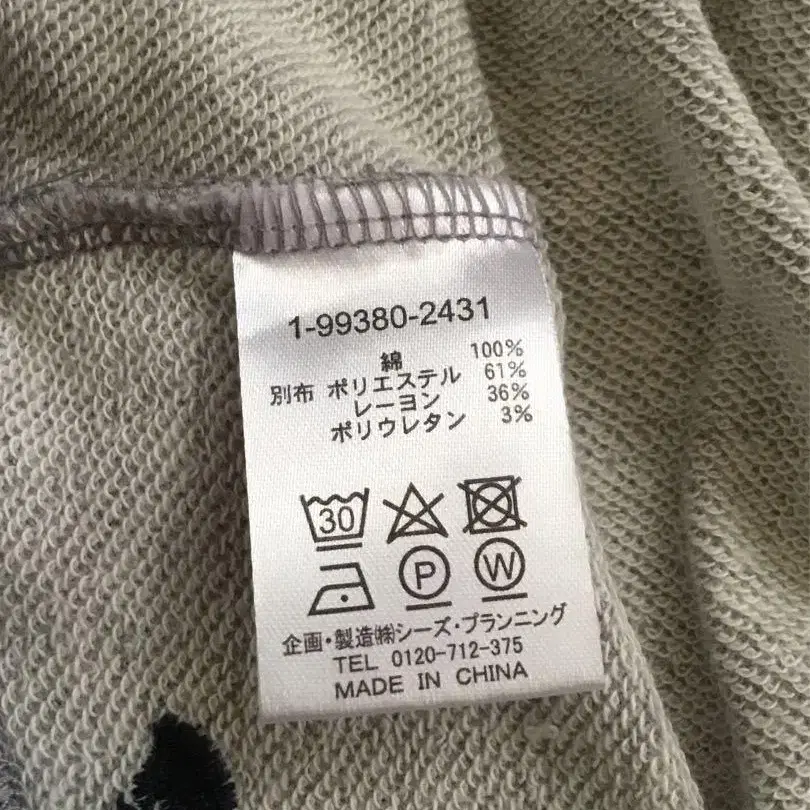 1-99380-2431
綿 100%
別布 ポリエステル 61%
レーヨン 36%
ポリウレタン 3%
30
P W
企画・製造㈱シーズ・プランニング
TEL 0120-712-375
MADE IN CHINA